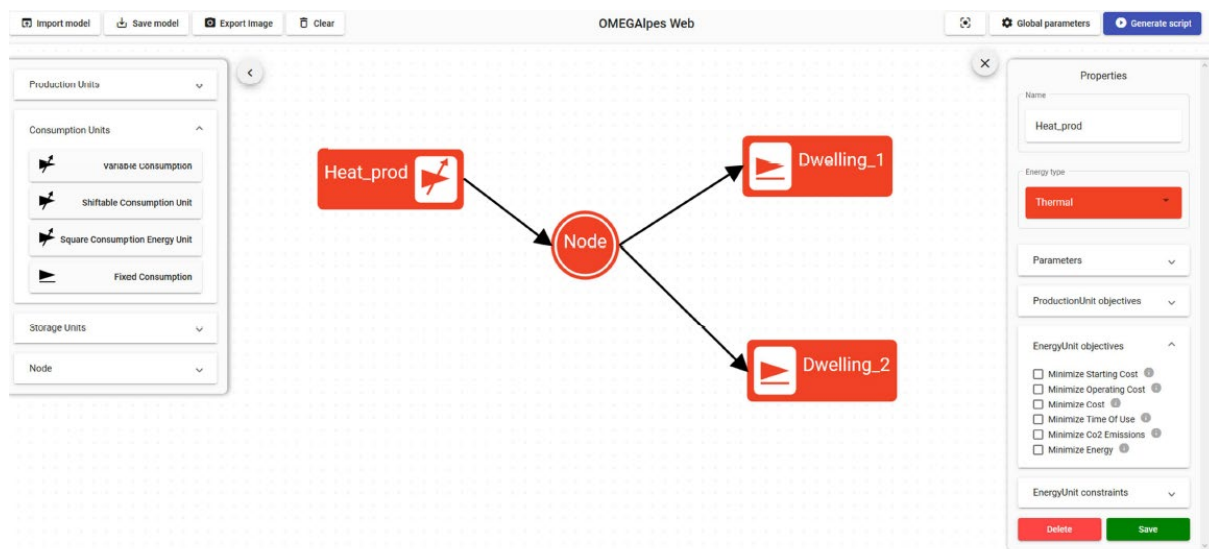 Import model
Save model
Export Image
Clear
OMEGAlpes Web
Global parameters
Generate script
Production Units
Consumption Units
Variable Consumption
Shiftable Consumption Unit
Square Consumption Energy Unit
Fixed Consumption
Storage Units
Node
Heat_prod
Node
Dwelling_1
Dwelling_2
Properties
Name
Heat_prod
Energy type
Thermal
Parameters
ProductionUnit objectives
EnergyUnit objectives
Minimize Starting Cost
Minimize Operating Cost
Minimize Cost
Minimize Time Of Use
Minimize Co2 Emissions
Minimize Energy
EnergyUnit constraints
Delete
Save